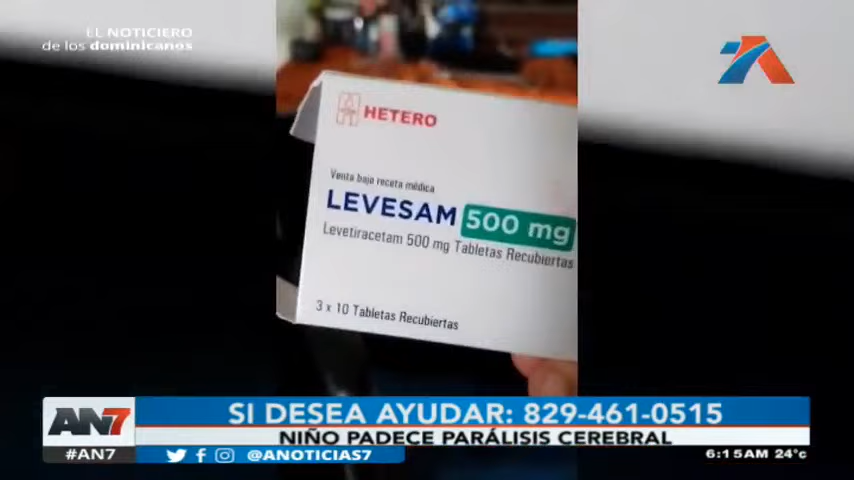 EL NOTICIERO
de los dominicanos
HETERO
Venta bajo receta médica
LEVESAM 500 mg
Levetiracetam 500 mg Tabletas Recubiertas
3 x 10 Tabletas Recubiertas
AN7
SI DESEA AYUDAR: 829-461-0515
NIÑO PADECE PARÁLISIS CEREBRAL
#AN7
@ANOTICIAS7
6:15AM 24°c